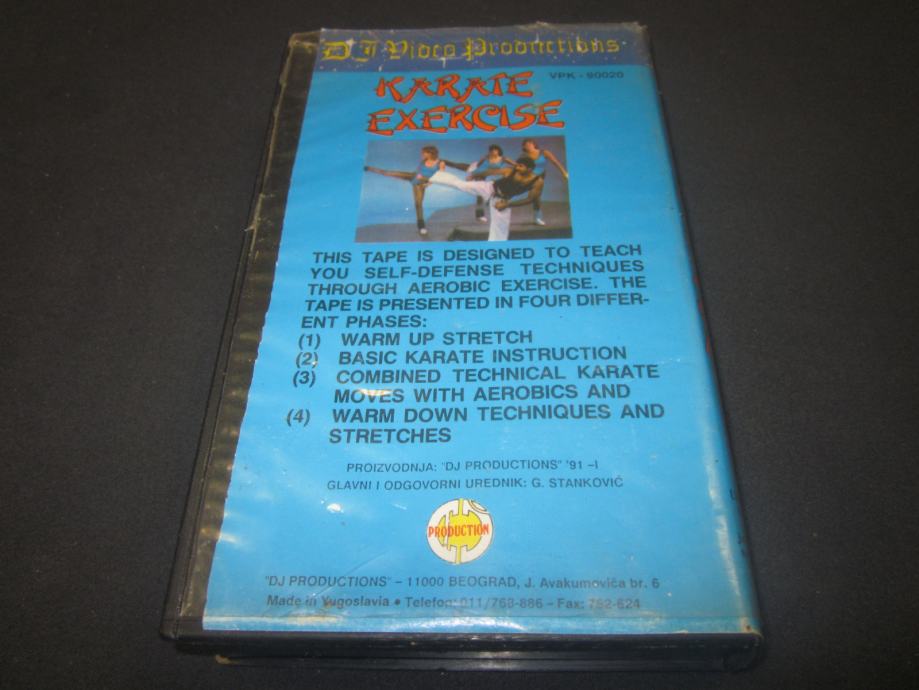 DJ Video Productions
VPK - 90020
KARATE
EXERCISE
THIS TAPE IS DESIGNED TO TEACH
YOU SELF-DEFENSE TECHNIQUES
THROUGH AEROBIC EXERCISE. THE
TAPE IS PRESENTED IN FOUR DIFFER-
ENT PHASES:
(1) WARM UP STRETCH
(2) BASIC KARATE INSTRUCTION
(3) COMBINED TECHNICAL KARATE
MOVES WITH AEROBICS AND
(4) WARM DOWN TECHNIQUES AND
STRETCHES
PROIZVODNJA: "DJ PRODUCTIONS" '91 -I
GLAVNI I ODGOVORNI UREDNIK: G. STANKOVIĆ
PRODUCTION
"DJ PRODUCTIONS" – 11000 BEOGRAD, J. Avakumovića br. 6
Made in Yugoslavia • Telefon: 011/763-886 – Fax: 762-624